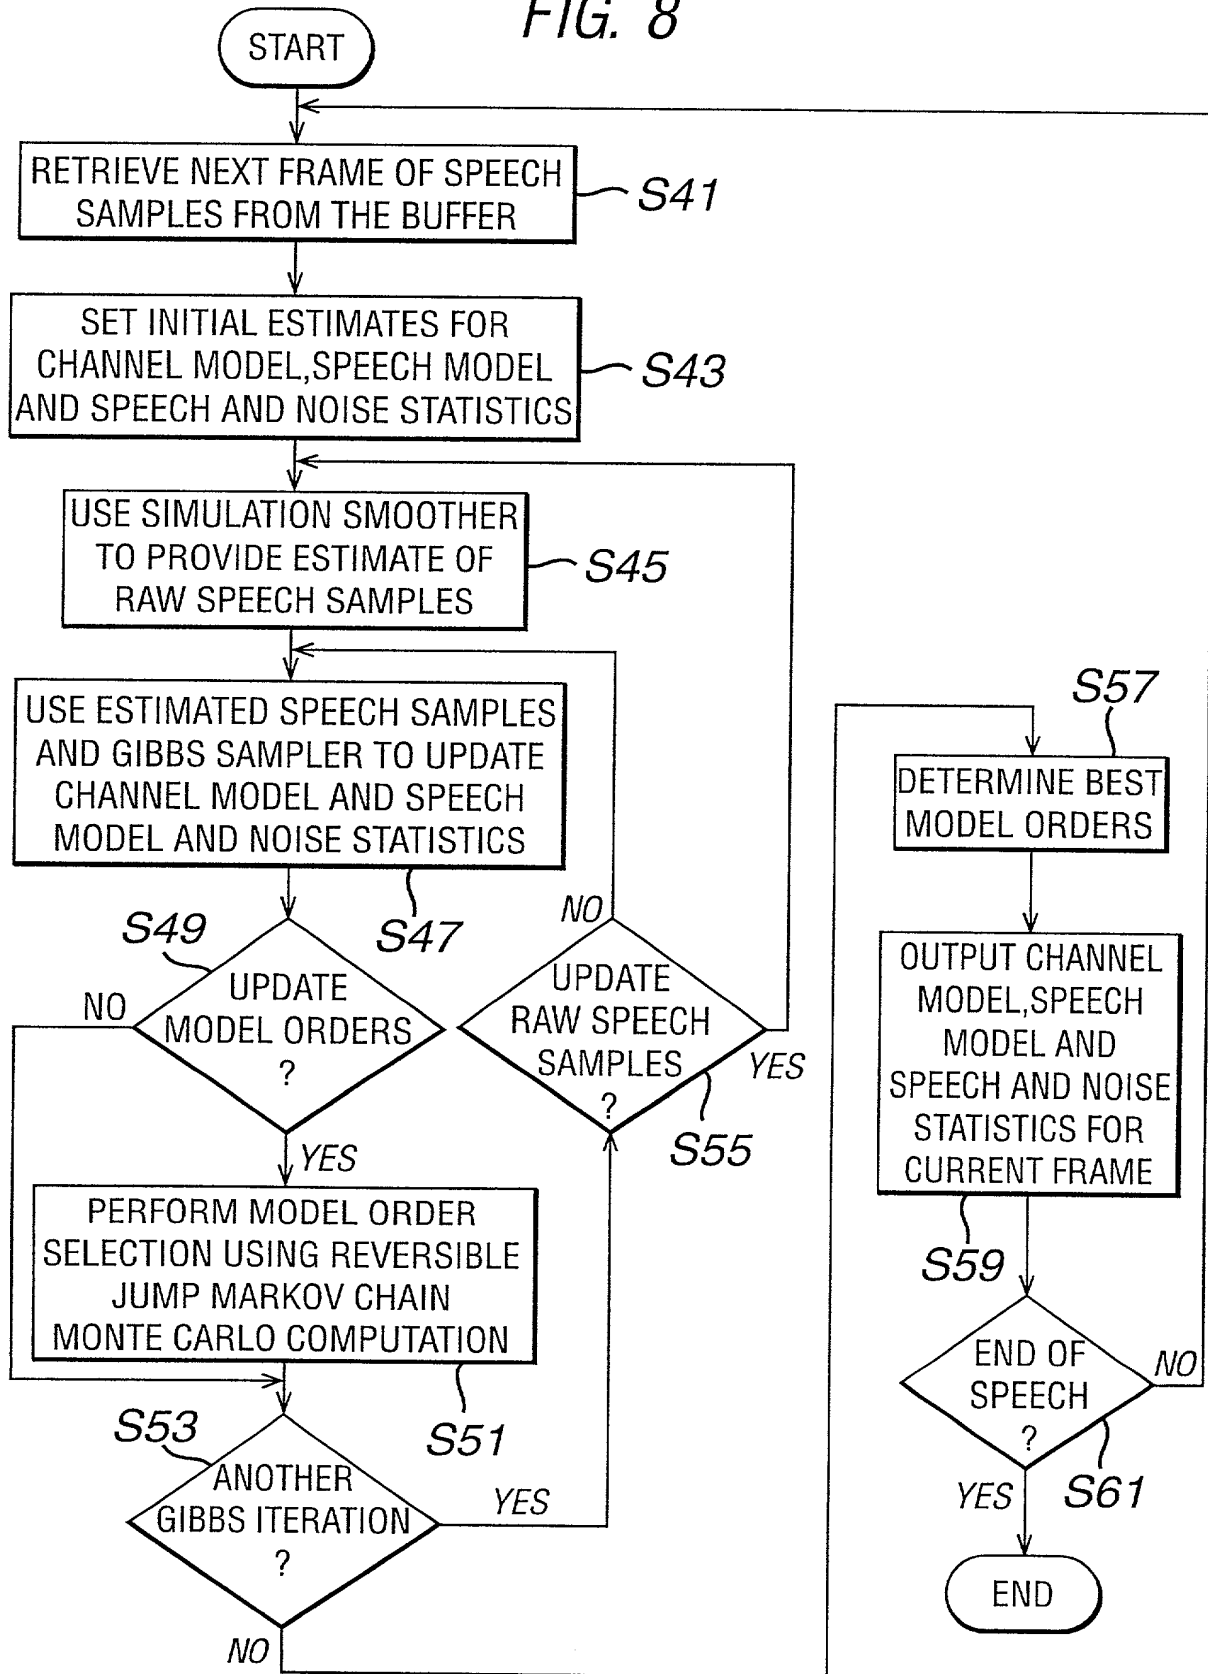 FIG. 8
START
RETRIEVE NEXT FRAME OF SPEECH
SAMPLES FROM THE BUFFER
S41
SET INITIAL ESTIMATES FOR
CHANNEL MODEL,SPEECH MODEL
AND SPEECH AND NOISE STATISTICS
S43
USE SIMULATION SMOOTHER
TO PROVIDE ESTIMATE OF
RAW SPEECH SAMPLES
S45
USE ESTIMATED SPEECH SAMPLES
AND GIBBS SAMPLER TO UPDATE
CHANNEL MODEL AND SPEECH
MODEL AND NOISE STATISTICS
S47
S49
UPDATE
MODEL ORDERS
?
NO
YES
PERFORM MODEL ORDER
SELECTION USING REVERSIBLE
JUMP MARKOV CHAIN
MONTE CARLO COMPUTATION
S51
S53
ANOTHER
GIBBS ITERATION
?
YES
NO
NO
UPDATE
RAW SPEECH
SAMPLES
?
YES
S55
S57
DETERMINE BEST
MODEL ORDERS
OUTPUT CHANNEL
MODEL,SPEECH
MODEL AND
SPEECH AND NOISE
STATISTICS FOR
CURRENT FRAME
S59
END OF
SPEECH
?
NO
S61
YES
END